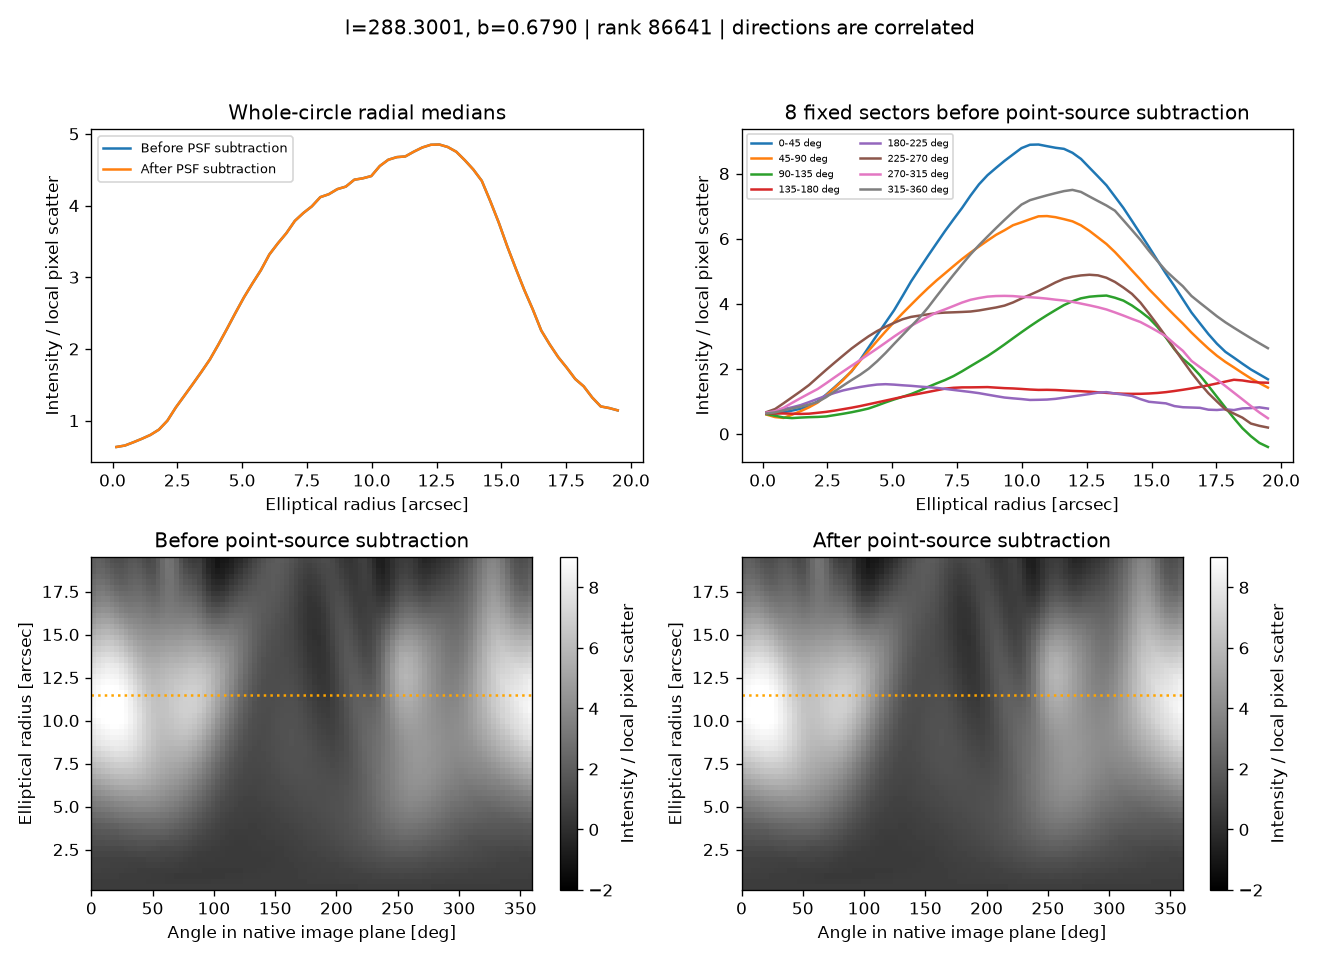 l=288.3001, b=0.6790 | rank 86641 | directions are correlated
Whole-circle radial medians
Before PSF subtraction
After PSF subtraction
5
4
3
2
1
Intensity / local pixel scatter
0.0 2.5 5.0 7.5 10.0 12.5 15.0 17.5 20.0
Elliptical radius [arcsec]
8 fixed sectors before point-source subtraction
0-45 deg
45-90 deg
90-135 deg
135-180 deg
180-225 deg
225-270 deg
270-315 deg
315-360 deg
8
6
4
2
0
Intensity / local pixel scatter
0.0 2.5 5.0 7.5 10.0 12.5 15.0 17.5 20.0
Elliptical radius [arcsec]
Before point-source subtraction
17.5
15.0
12.5
10.0
7.5
5.0
2.5
Elliptical radius [arcsec]
0 50 100 150 200 250 300 350
Angle in native image plane [deg]
8
6
4
2
0
−2
Intensity / local pixel scatter
After point-source subtraction
17.5
15.0
12.5
10.0
7.5
5.0
2.5
Elliptical radius [arcsec]
0 50 100 150 200 250 300 350
Angle in native image plane [deg]
8
6
4
2
0
−2
Intensity / local pixel scatter